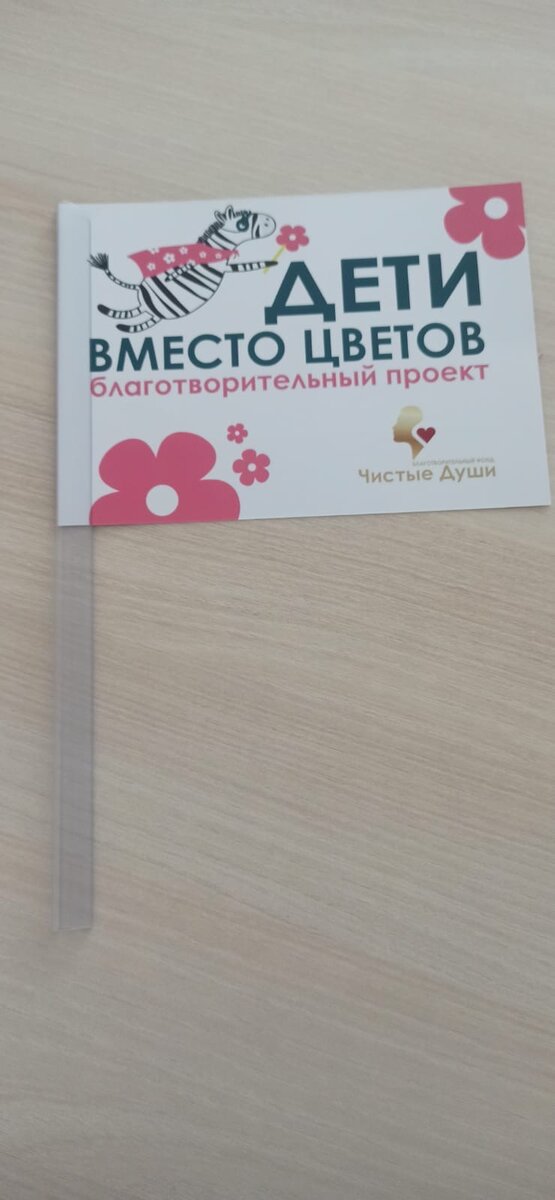 ДЕТИ
ВМЕСТО ЦВЕТОВ
благотворительный проект
БЛАГОТВОРИТЕЛЬНЫЙ ФОНД
Чистые Души